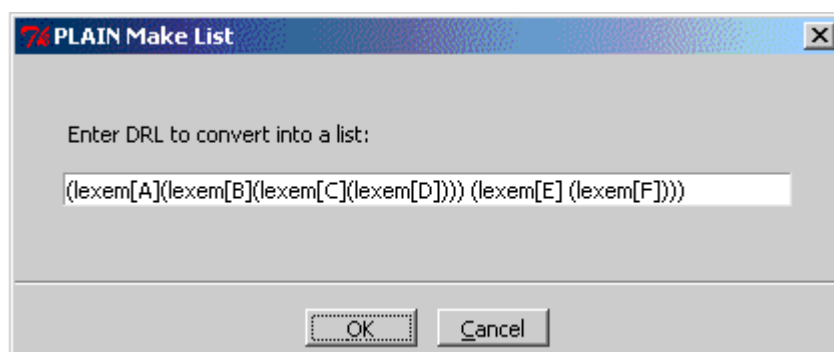 PLAIN Make List
Enter DRL to convert into a list:
(lexem[A](lexem[B](lexem[C](lexem[D]))) (lexem[E] (lexem[F])))
OK Cancel